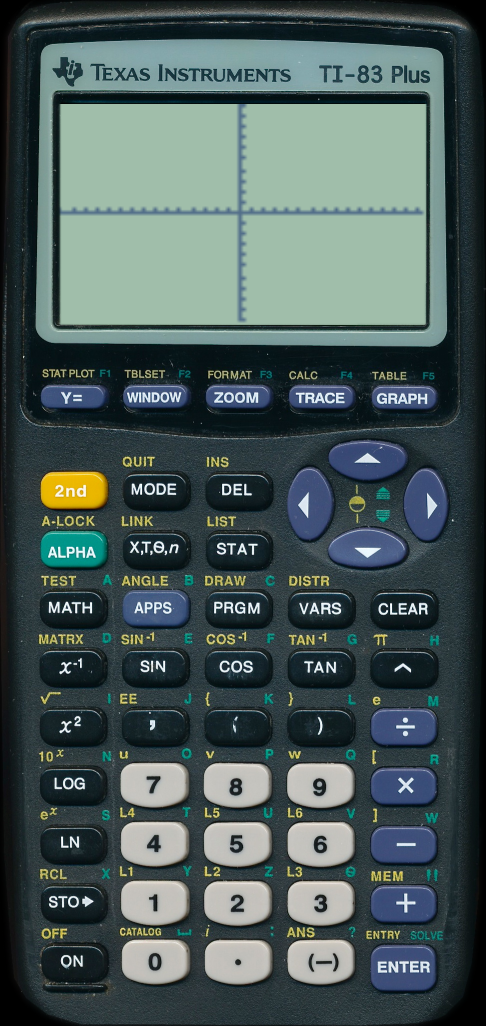 TEXAS INSTRUMENTS TI-83 Plus
STAT PLOT F1 TBLSET F2 FORMAT F3 CALC F4 TABLE F5
Y= WINDOW ZOOM TRACE GRAPH
QUIT INS
2nd MODE DEL
A-LOCK LINK LIST
ALPHA X,T,Θ,n STAT
TEST A ANGLE B DRAW C DISTR
MATH APPS PRGM VARS CLEAR
MATRX D SIN⁻¹ E COS⁻¹ F TAN⁻¹ G π H
x⁻¹ SIN COS TAN ^
√ I EE J { K } L e M
x² , ( ) ÷
10ˣ N u O v P w Q [ R
LOG 7 8 9 ×
eˣ S L4 T L5 U L6 V ] W
LN 4 5 6 −
RCL X L1 Y L2 Z L3 θ MEM "
STO▸ 1 2 3 +
OFF CATALOG ⎵ i : ANS ? ENTRY SOLVE
ON 0 . (−) ENTER